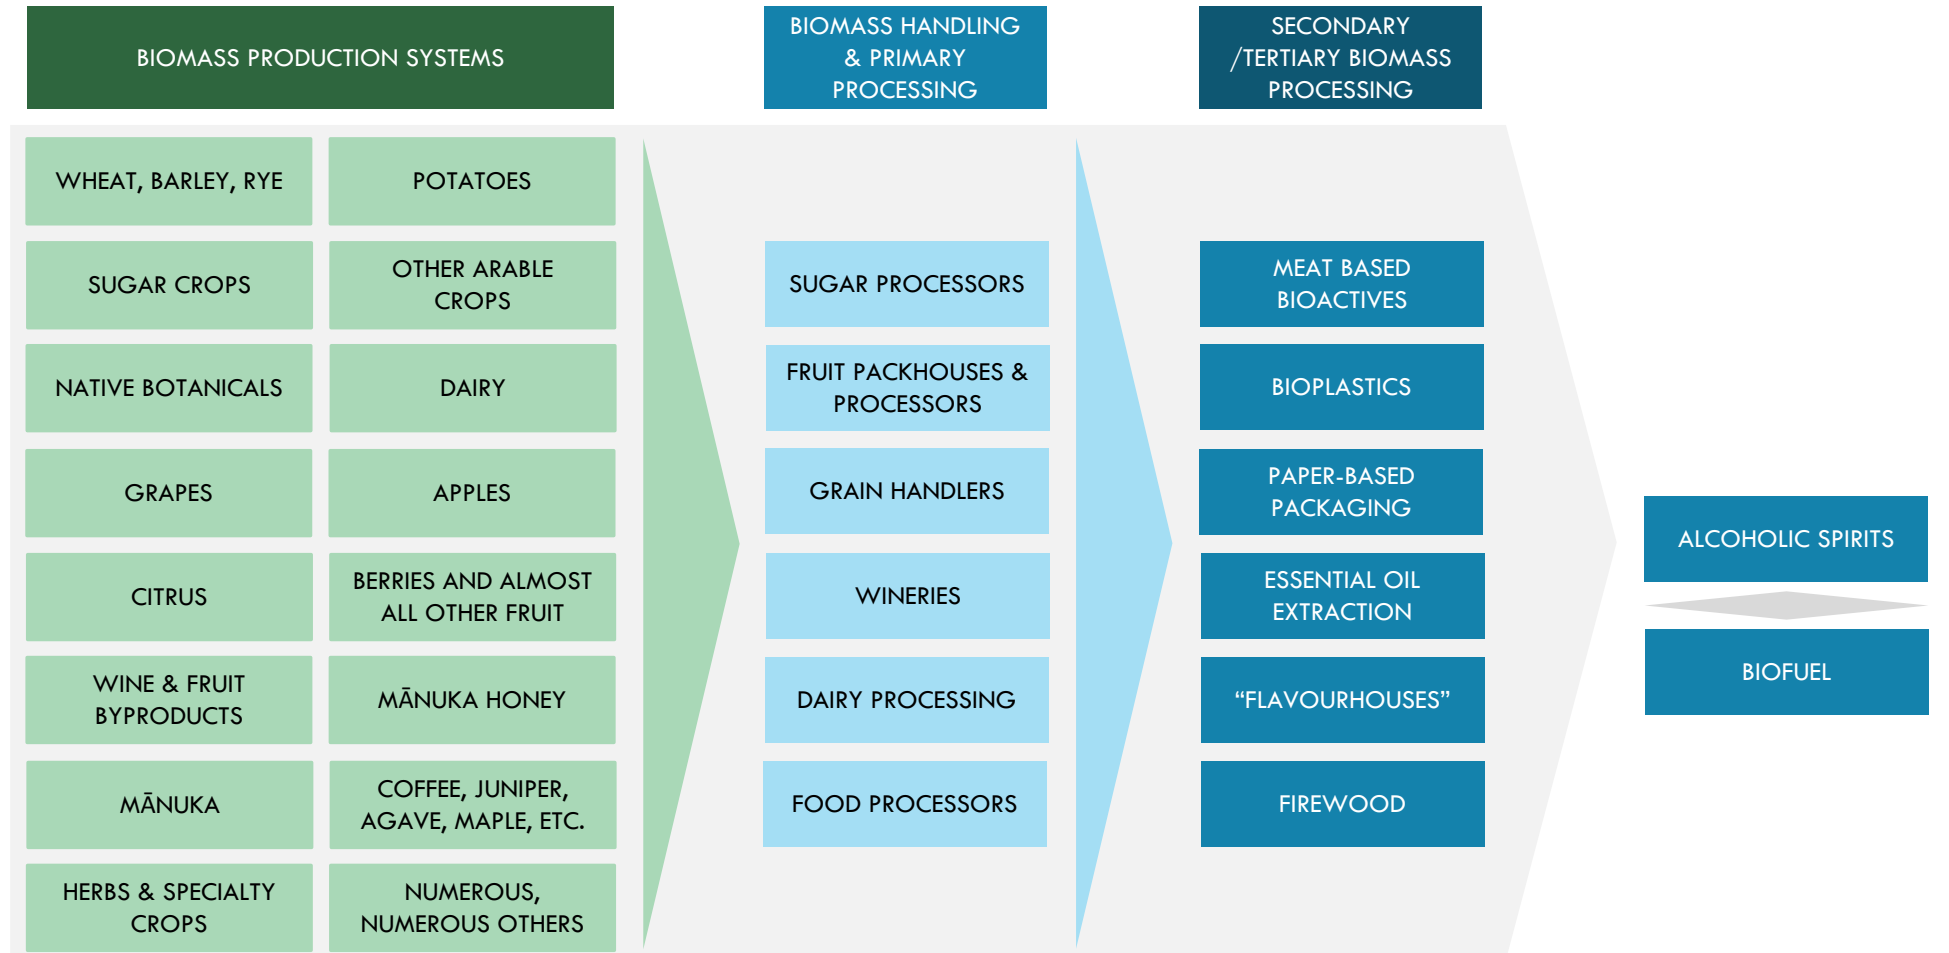 BIOMASS PRODUCTION SYSTEMS
BIOMASS HANDLING
& PRIMARY
PROCESSING
SECONDARY
/TERTIARY BIOMASS
PROCESSING
WHEAT, BARLEY, RYE
POTATOES
SUGAR CROPS
OTHER ARABLE
CROPS
NATIVE BOTANICALS
DAIRY
GRAPES
APPLES
CITRUS
BERRIES AND ALMOST
ALL OTHER FRUIT
WINE & FRUIT
BYPRODUCTS
MĀNUKA HONEY
MĀNUKA
COFFEE, JUNIPER,
AGAVE, MAPLE, ETC.
HERBS & SPECIALTY
CROPS
NUMEROUS,
NUMEROUS OTHERS
SUGAR PROCESSORS
FRUIT PACKHOUSES &
PROCESSORS
GRAIN HANDLERS
WINERIES
DAIRY PROCESSING
FOOD PROCESSORS
MEAT BASED
BIOACTIVES
BIOPLASTICS
PAPER-BASED
PACKAGING
ESSENTIAL OIL
EXTRACTION
“FLAVOURHOUSES”
FIREWOOD
ALCOHOLIC SPIRITS
BIOFUEL